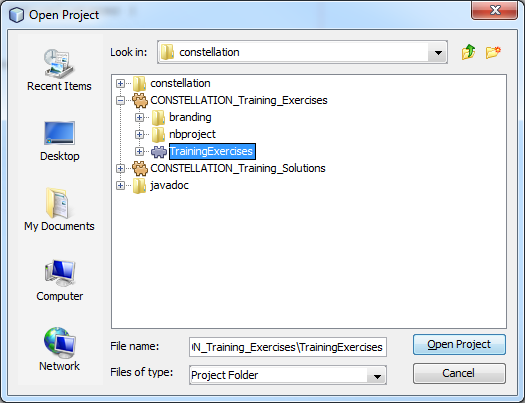 Open Project
Look in: constellation
Recent Items
Desktop
My Documents
Computer
Network
constellation
CONSTELLATION_Training_Exercises
branding
nbproject
TrainingExercises
CONSTELLATION_Training_Solutions
javadoc
File name: N_Training_Exercises\TrainingExercises
Open Project
Files of type: Project Folder
Cancel